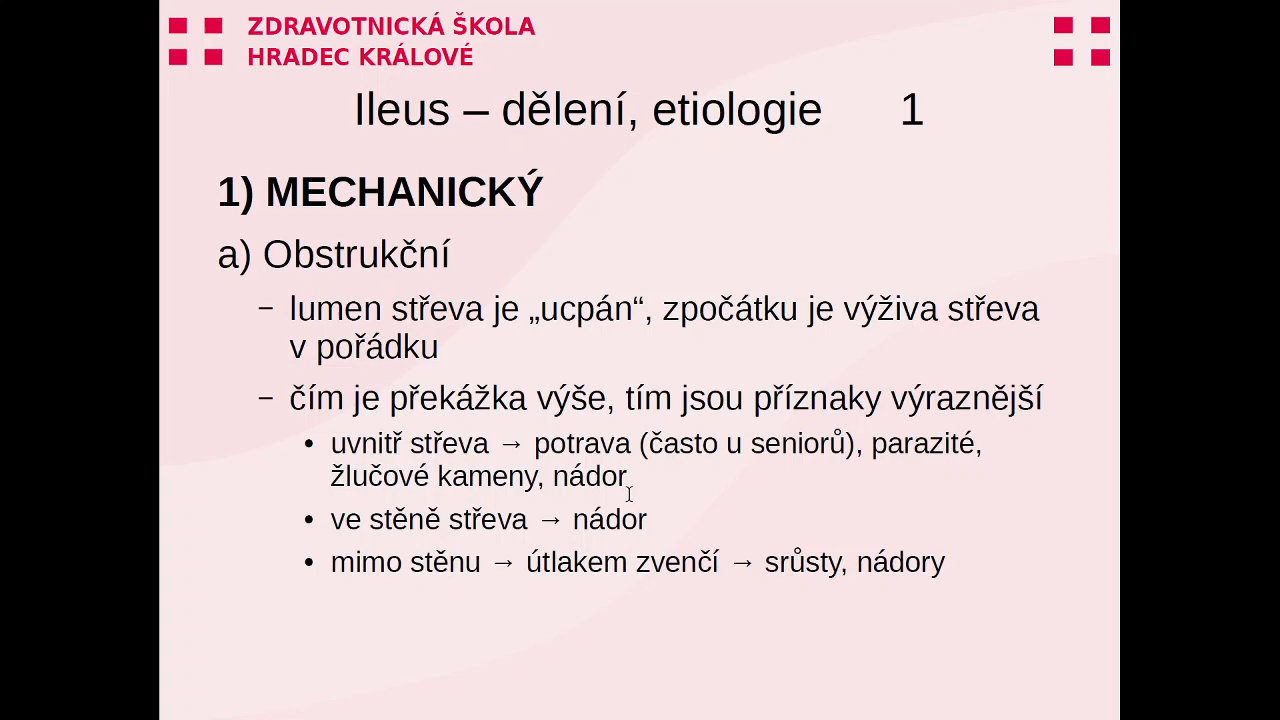 ZDRAVOTNICKÁ ŠKOLA
HRADEC KRÁLOVÉ
Ileus – dělení, etiologie 1
1) MECHANICKÝ
a) Obstrukční
– lumen střeva je „ucpán“, zpočátku je výživa střeva
v pořádku
– čím je překážka výše, tím jsou příznaky výraznější
• uvnitř střeva → potrava (často u seniorů), parazité,
žlučové kameny, nádor
• ve stěně střeva → nádor
• mimo stěnu → útlakem zvenčí → srůsty, nádory